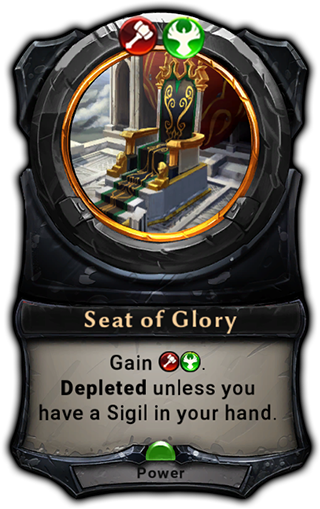 Seat of Glory
Gain .
Depleted unless you
have a Sigil in your hand.
Power